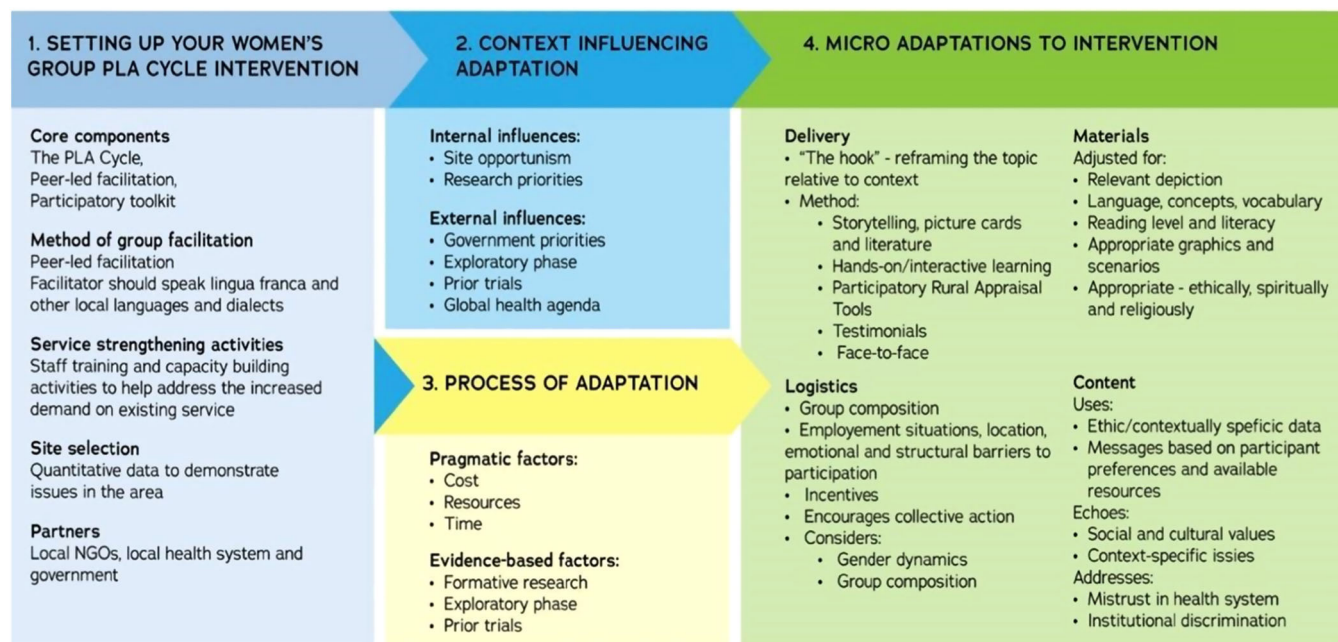 1. SETTING UP YOUR WOMEN'S
GROUP PLA CYCLE INTERVENTION
Core components
The PLA Cycle,
Peer-led facilitation,
Participatory toolkit
Method of group facilitation
Peer-led facilitation
Facilitator should speak lingua franca and
other local languages and dialects
Service strengthening activities
Staff training and capacity building
activities to help address the increased
demand on existing service
Site selection
Quantitative data to demonstrate
issues in the area
Partners
Local NGOs, local health system and
government
2. CONTEXT INFLUENCING
ADAPTATION
Internal influences:
• Site opportunism
• Research priorities
External influences:
• Government priorities
• Exploratory phase
• Prior trials
• Global health agenda
3. PROCESS OF ADAPTATION
Pragmatic factors:
• Cost
• Resources
• Time
Evidence-based factors:
• Formative research
• Exploratory phase
• Prior trials
4. MICRO ADAPTATIONS TO INTERVENTION
Delivery
• "The hook" - reframing the topic
relative to context
• Method:
• Storytelling, picture cards
and literature
• Hands-on/interactive learning
• Participatory Rural Appraisal
Tools
• Testimonials
• Face-to-face
Logistics
• Group composition
• Employement situations, location,
emotional and structural barriers to
participation
• Incentives
• Encourages collective action
• Considers:
• Gender dynamics
• Group composition
Materials
Adjusted for:
• Relevant depiction
• Language, concepts, vocabulary
• Reading level and literacy
• Appropriate graphics and
scenarios
• Appropriate - ethically, spiritually
and religiously
Content
Uses:
• Ethic/contextually speficic data
• Messages based on participant
preferences and available
resources
Echoes:
• Social and cultural values
• Context-specific issies
Addresses:
• Mistrust in health system
• Institutional discrimination